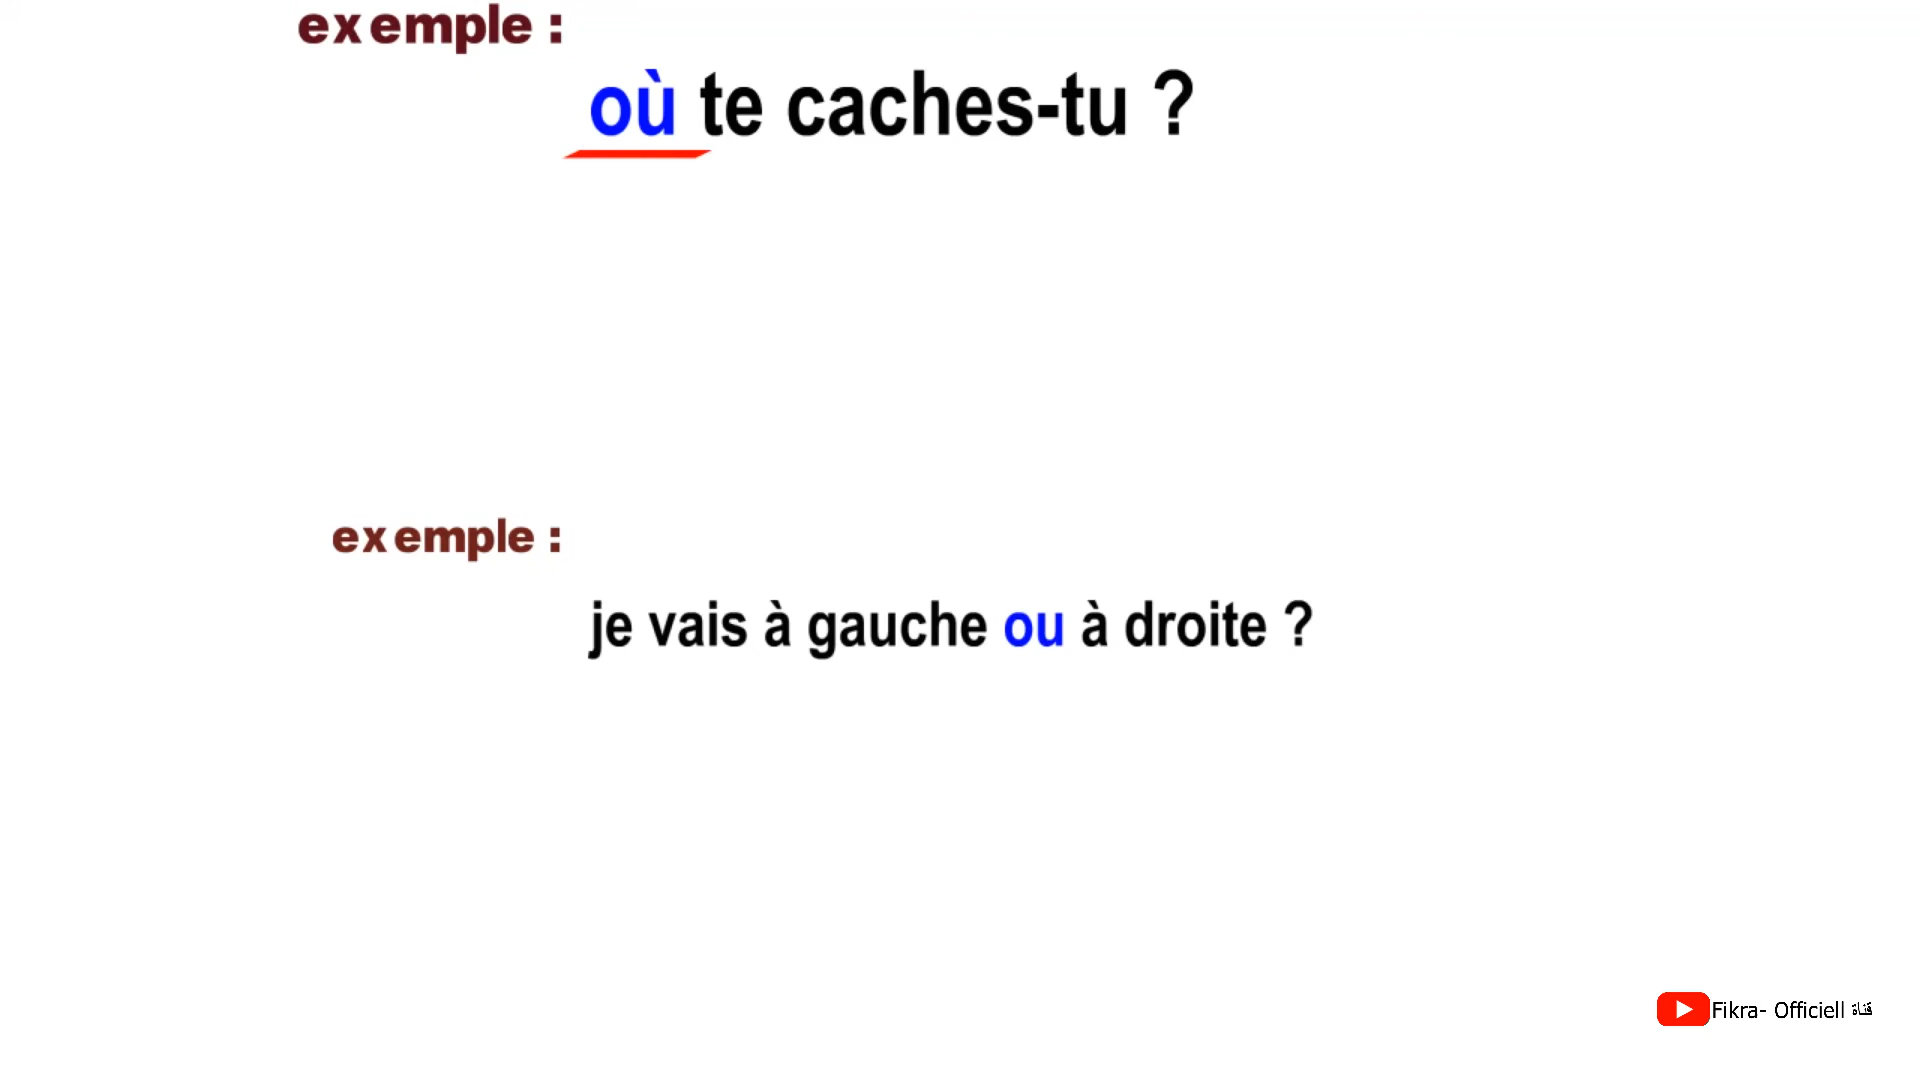 exemple :
où te caches-tu ?
exemple :
je vais à gauche ou à droite ?
Fikra- Officiell قناة